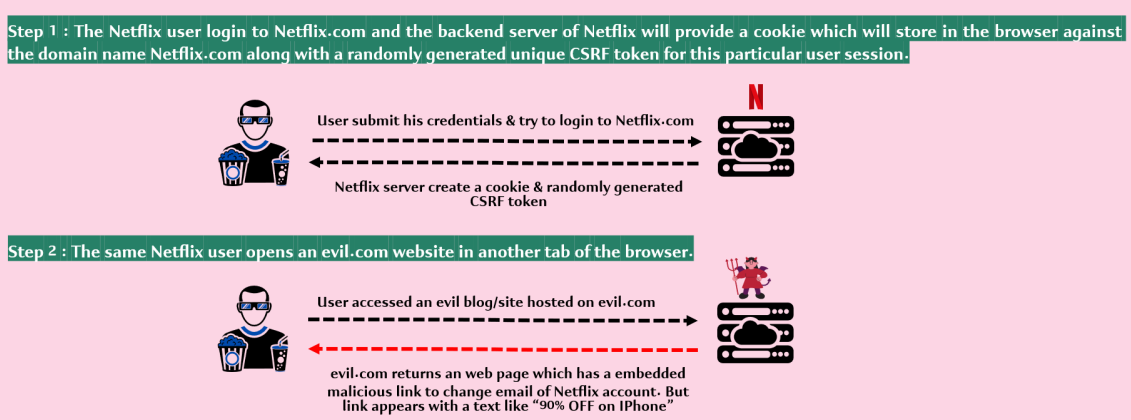 Step 1 : The Netflix user login to Netflix.com and the backend server of Netflix will provide a cookie which will store in the browser against
the domain name Netflix.com along with a randomly generated unique CSRF token for this particular user session.
N
User submit his credentials & try to login to Netflix.com
Netflix server create a cookie & randomly generated
CSRF token
Step 2 : The same Netflix user opens an evil.com website in another tab of the browser.
User accessed an evil blog/site hosted on evil.com
evil.com returns an web page which has a embedded
malicious link to change email of Netflix account. But
link appears with a text like “90% OFF on IPhone”